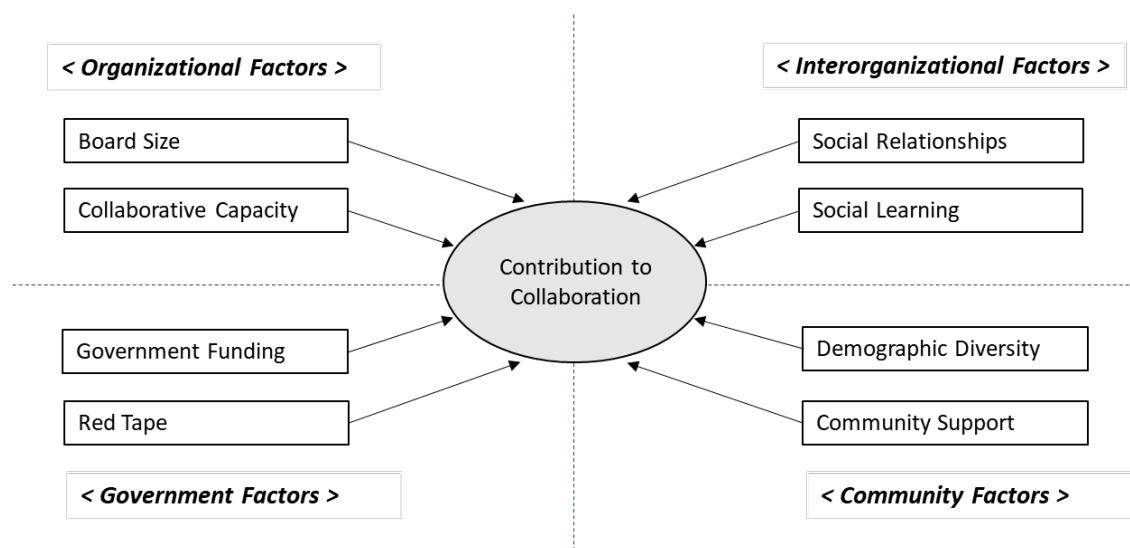 < Organizational Factors >
< Interorganizational Factors >
Board Size
Social Relationships
Collaborative Capacity
Social Learning
Contribution to
Collaboration
Government Funding
Demographic Diversity
Red Tape
Community Support
< Government Factors >
< Community Factors >